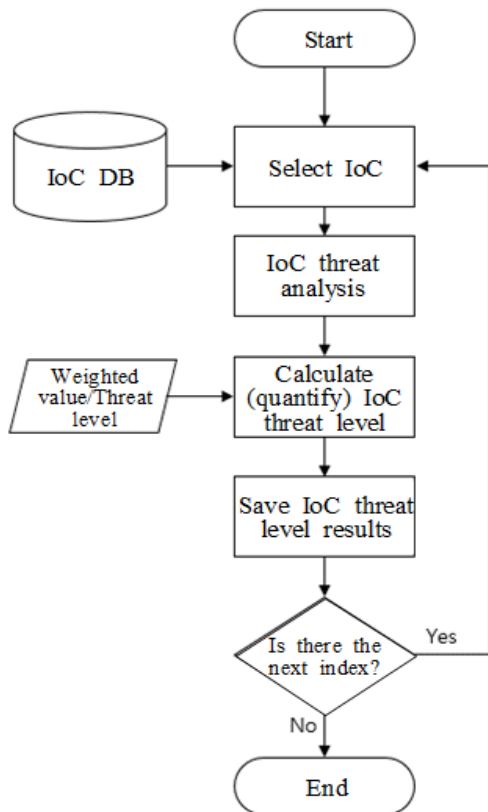 Start
IoC DB
Select IoC
IoC threat
analysis
Weighted
value/Threat
level
Calculate
(quantify) IoC
threat level
Save IoC threat
level results
Is there the
next index?
Yes
No
End